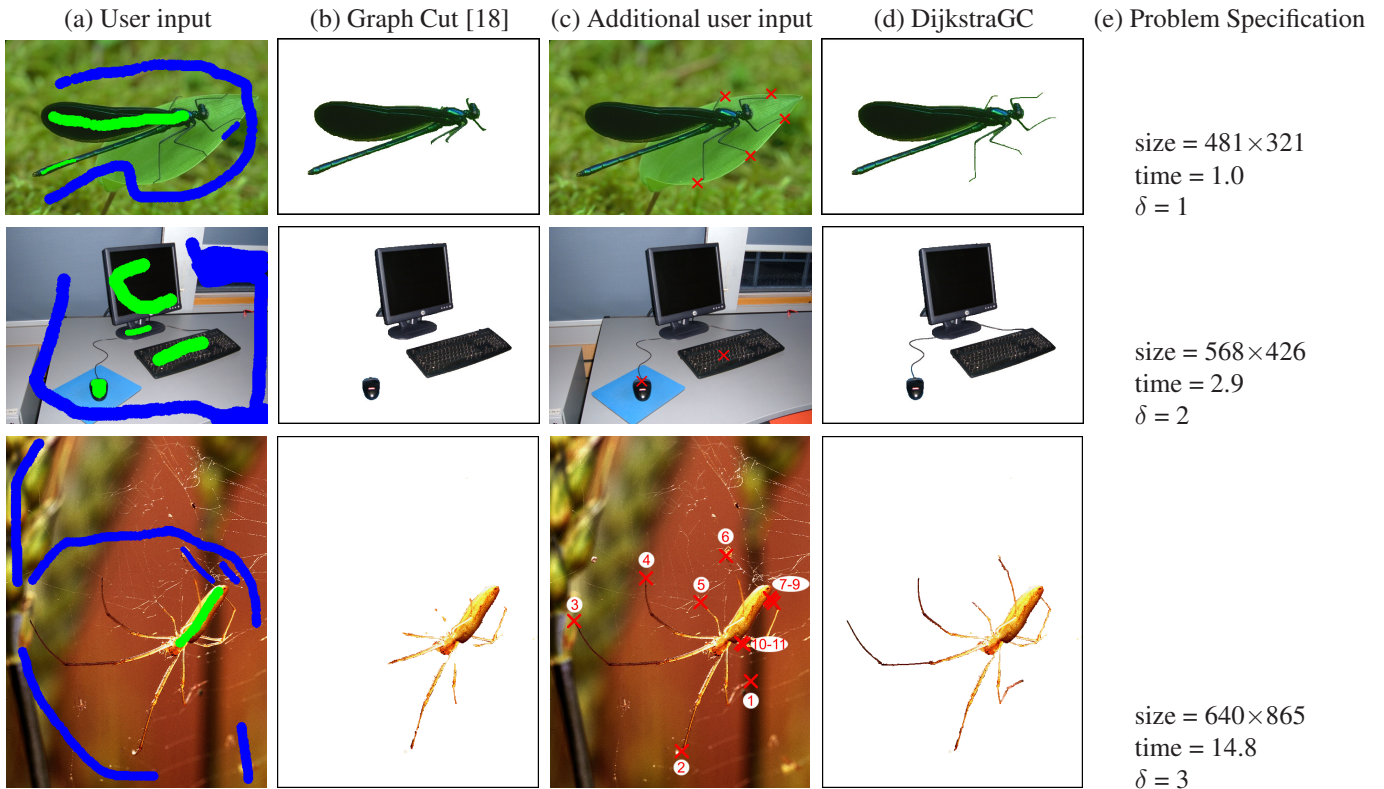 (a) User input
(b) Graph Cut [18]
(c) Additional user input
(d) DijkstraGC
(e) Problem Specification
size = 481×321
time = 1.0
δ = 1
size = 568×426
time = 2.9
δ = 2
6
4
5
7-9
3
10-11
1
2
size = 640×865
time = 14.8
δ = 3